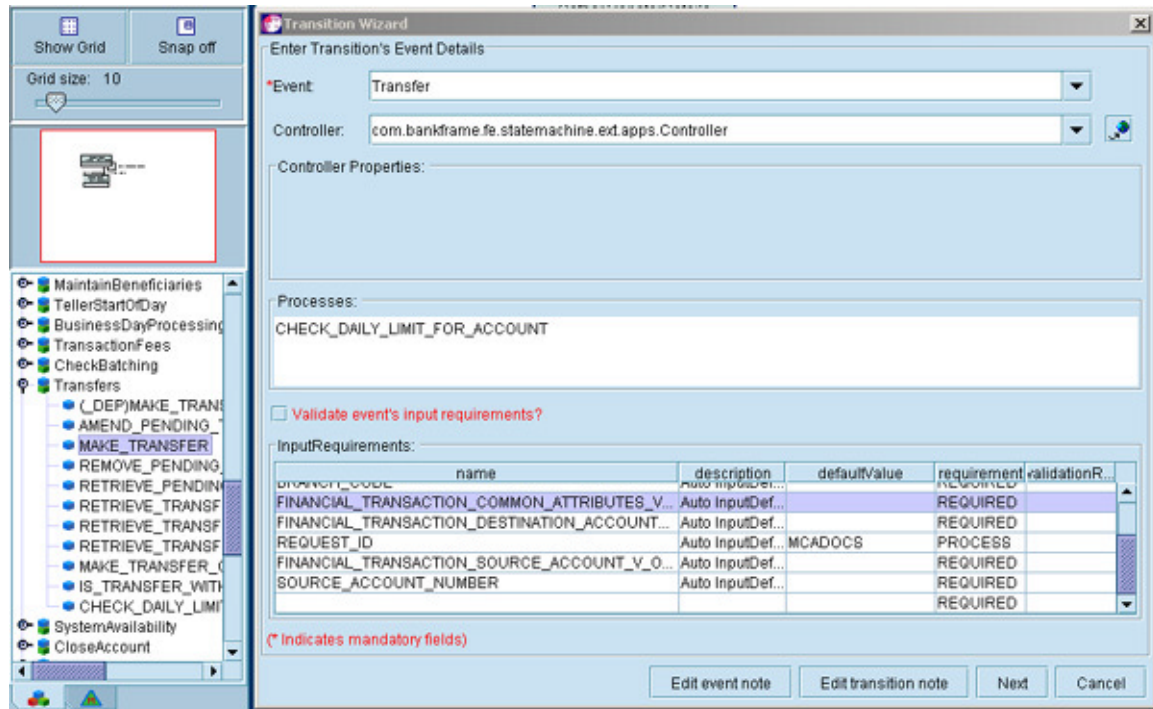 Show Grid
Snap off
Grid size: 10
MaintainBeneficiaries
TellerStartOfDay
BusinessDayProcessing
TransactionFees
CheckBatching
Transfers
(_DEP)MAKE_TRANS
AMEND_PENDING_
MAKE_TRANSFER
REMOVE_PENDING_
RETRIEVE_PENDIN
RETRIEVE_TRANSF
RETRIEVE_TRANSF
RETRIEVE_TRANSF
MAKE_TRANSFER_
IS_TRANSFER_WITH
CHECK_DAILY_LIMI
SystemAvailability
CloseAccount
Transition Wizard
Enter Transition's Event Details
*Event: Transfer
Controller: com.bankframe.fe.statemachine.ext.apps.Controller
Controller Properties:
Processes:
CHECK_DAILY_LIMIT_FOR_ACCOUNT
Validate event's input requirements?
InputRequirements:
name description defaultValue requirement validationR...
BRANCH_CODE Auto InputDef... REQUIRED
FINANCIAL_TRANSACTION_COMMON_ATTRIBUTES_V... Auto InputDef... REQUIRED
FINANCIAL_TRANSACTION_DESTINATION_ACCOUNT... Auto InputDef... REQUIRED
REQUEST_ID Auto InputDef... MCADOCS PROCESS
FINANCIAL_TRANSACTION_SOURCE_ACCOUNT_V_O... Auto InputDef... REQUIRED
SOURCE_ACCOUNT_NUMBER Auto InputDef... REQUIRED
REQUIRED
(* Indicates mandatory fields)
Edit event note
Edit transition note
Next
Cancel